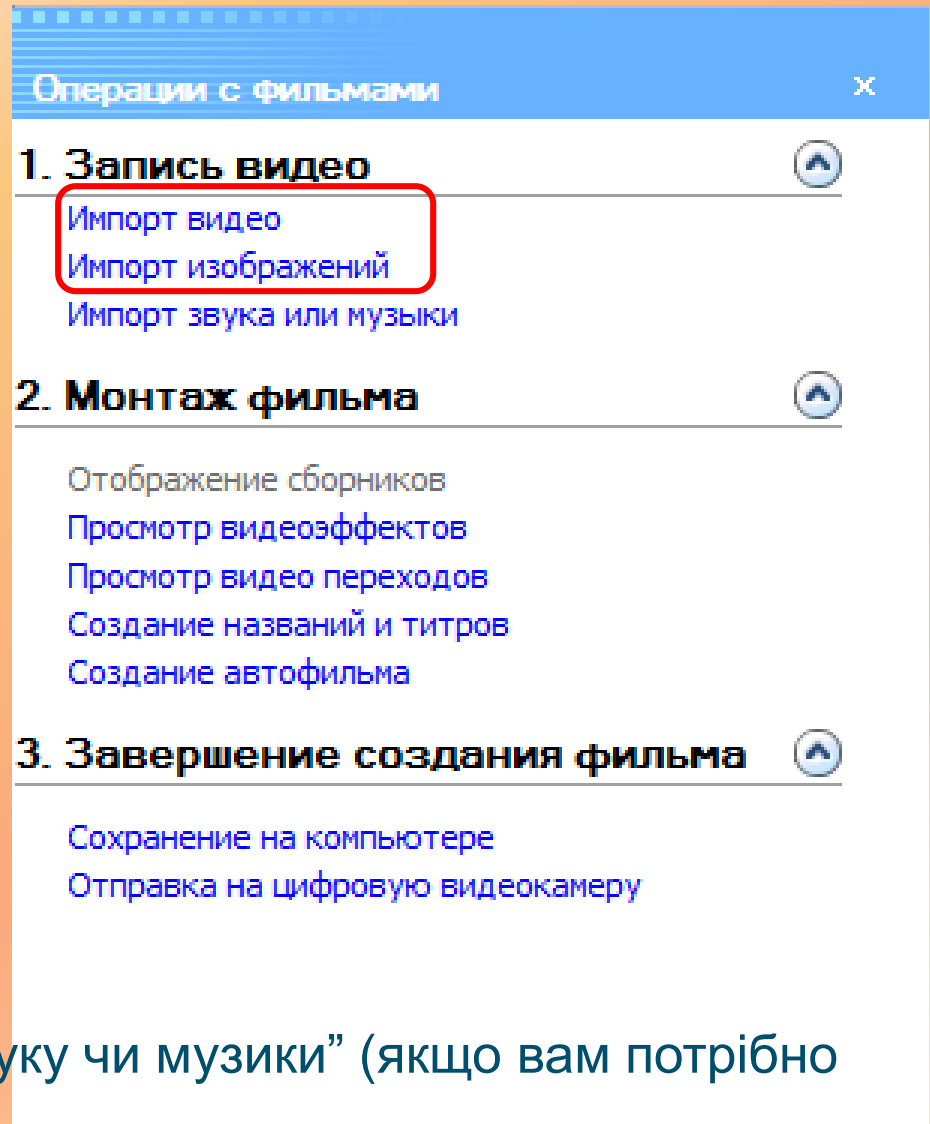 Операции с фильмами
1. Запись видео
Импорт видео
Импорт изображений
Импорт звука или музыки
2. Монтаж фильма
Отображение сборников
Просмотр видеоэффектов
Просмотр видео переходов
Создание названий и титров
Создание автофильма
3. Завершение создания фильма
Сохранение на компьютере
Отправка на цифровую видеокамеру
уку чи музики” (якщо вам потрібно